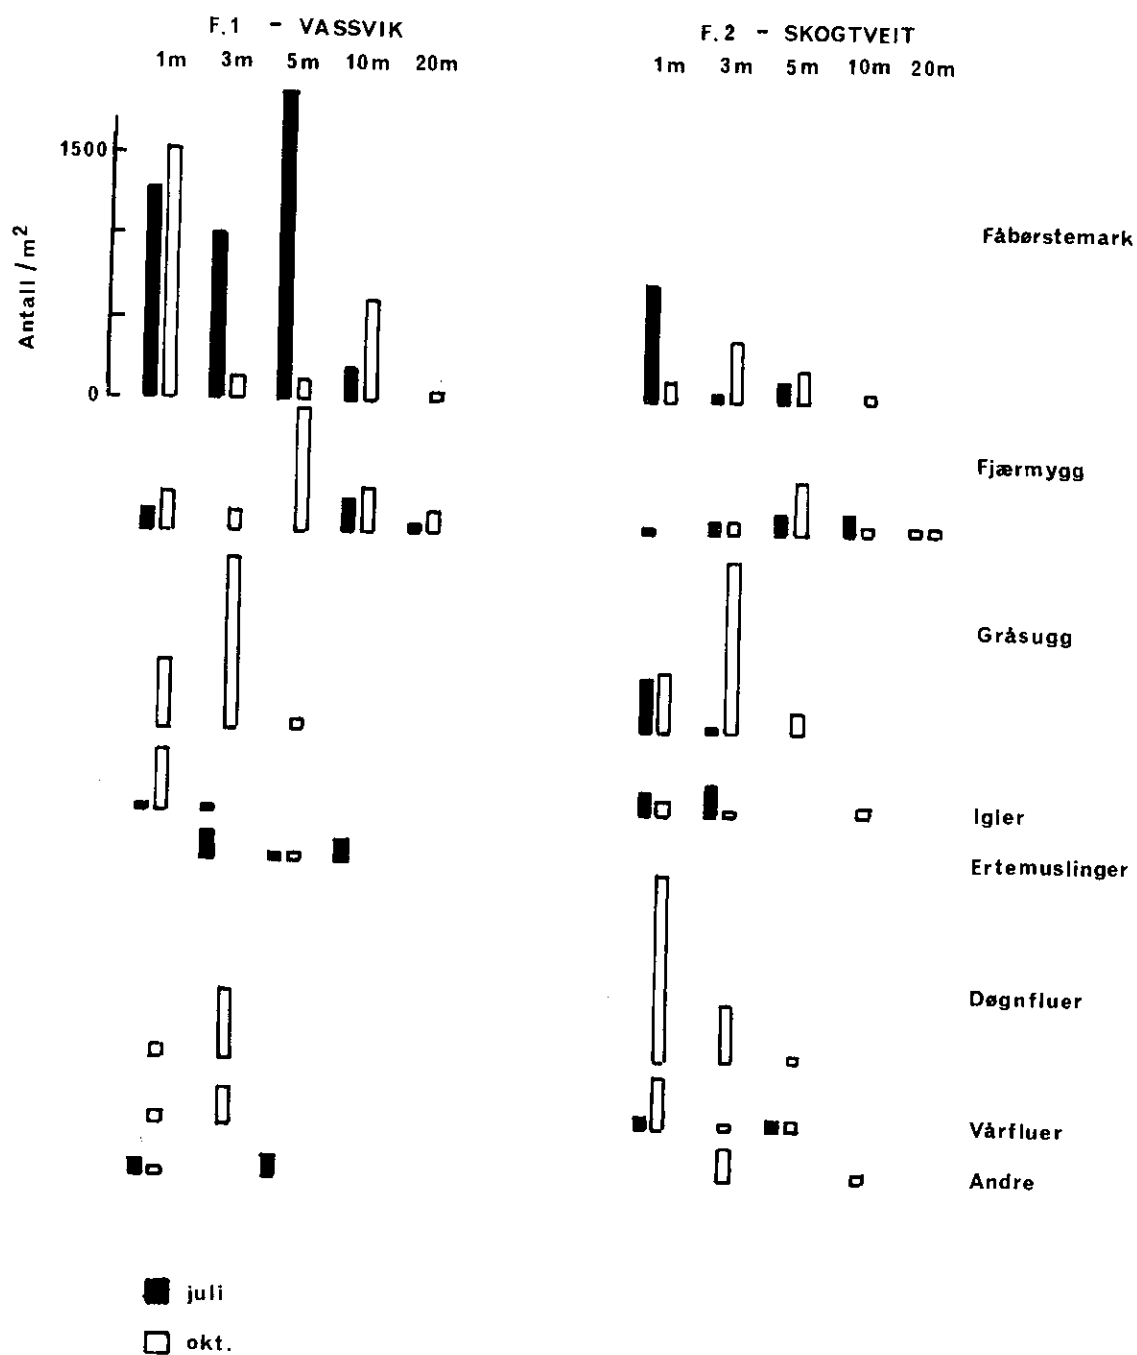 F.1 - VASSVIK
1m 3m 5m 10m 20m
F.2 - SKOGTVEIT
1m 3m 5m 10m 20m
1500
0
Antall/m²
Fåbørstemark
Fjærmygg
Gråsugg
Igler
Ertemuslinger
Døgnfluer
Vårfluer
Andre
juli
okt.